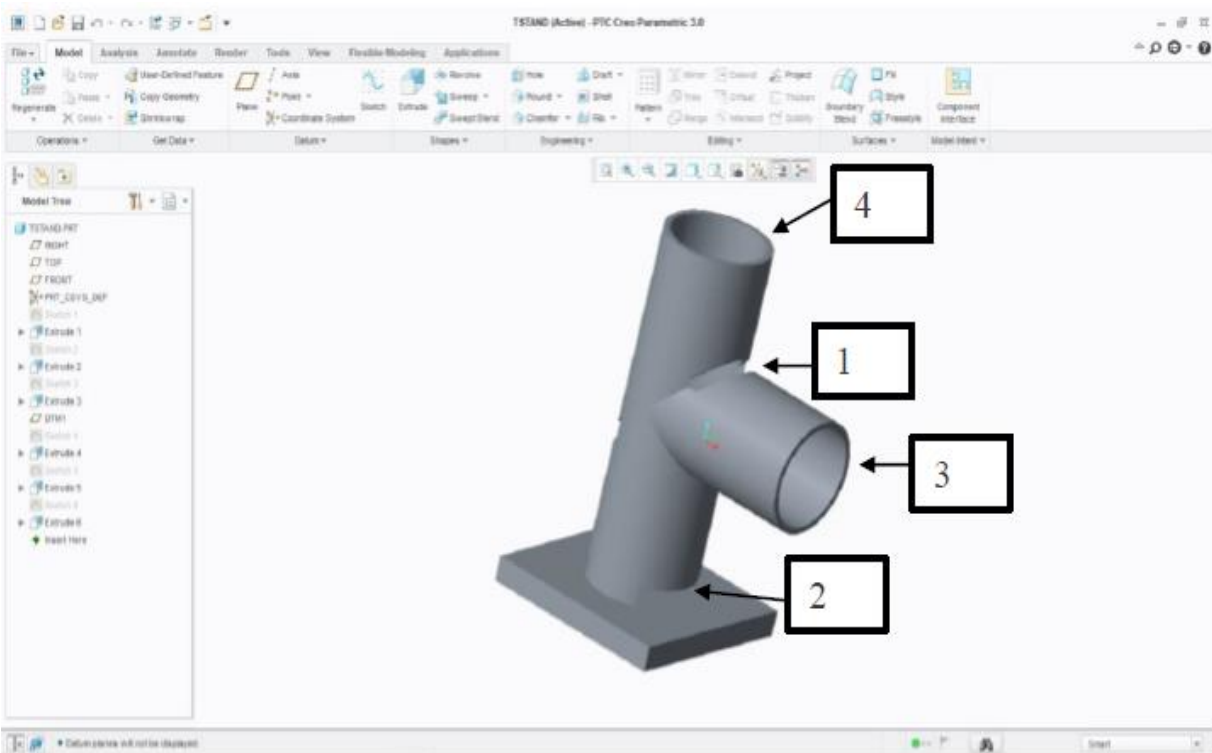 TSTAND (Active) - PTC Creo Parametric 3.0
File Model Analysis Annotate Render Tools View Flexible Modeling Applications
Copy User-Defined Feature Axis Revolve Hole Draft Mirror Extend Project Fill
Regenerate Paste Copy Geometry Plane Point Sketch Extrude Sweep Round Shell Pattern Trim Offset Thicken Boundary Blend Style Component Interface
Delete Shrinkwrap Coordinate System Swept Blend Chamfer Rib Merge Intersect Solidify Freestyle
Operations Get Data Datum Shapes Engineering Editing Surfaces Model Intent
Model Tree
TSTAND.PRT
RIGHT
TOP
FRONT
PRT_CSYS_DEF
Sketch 1
Extrude 1
Sketch 2
Extrude 2
Sketch 3
Extrude 3
DTM1
Sketch 4
Extrude 4
Sketch 5
Extrude 5
Sketch 6
Extrude 6
Insert Here
4
1
3
2
Datum planes will not be displayed.
Smart